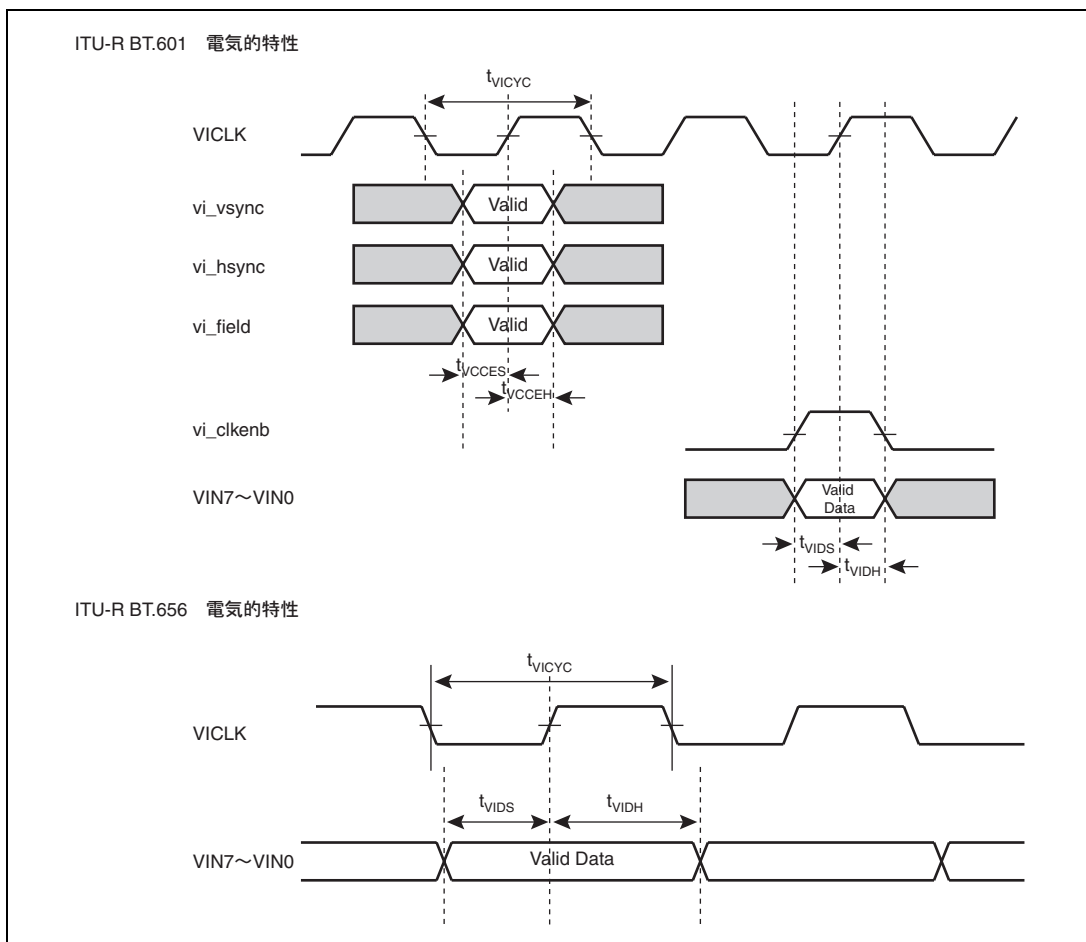 ITU-R BT.601　電気的特性
tVICYC
VICLK
vi_vsync
Valid
vi_hsync
Valid
vi_field
Valid
tVCCES
tVCCEH
vi_clkenb
VIN7～VIN0
Valid
Data
tVIDS
tVIDH
ITU-R BT.656　電気的特性
tVICYC
VICLK
tVIDS
tVIDH
VIN7～VIN0
Valid Data